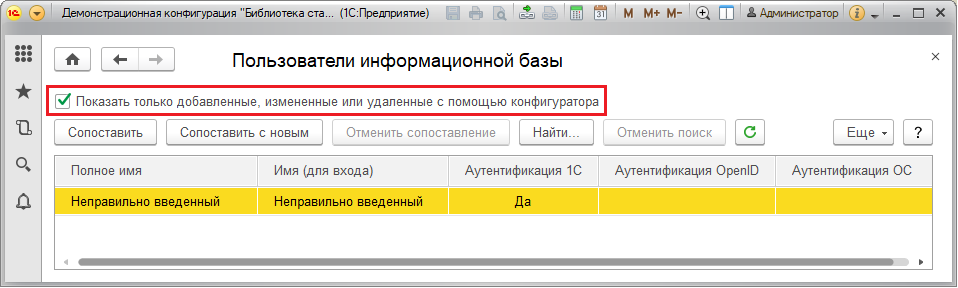 Демонстрационная конфигурация "Библиотека ста... (1С:Предприятие)
M M+ M- Администратор
31
Пользователи информационной базы
Показать только добавленные, измененные или удаленные с помощью конфигуратора
Сопоставить Сопоставить с новым Отменить сопоставление Найти... Отменить поиск Еще ?
Полное имя Имя (для входа) Аутентификация 1С Аутентификация OpenID Аутентификация ОС
Неправильно введенный Неправильно введенный Да